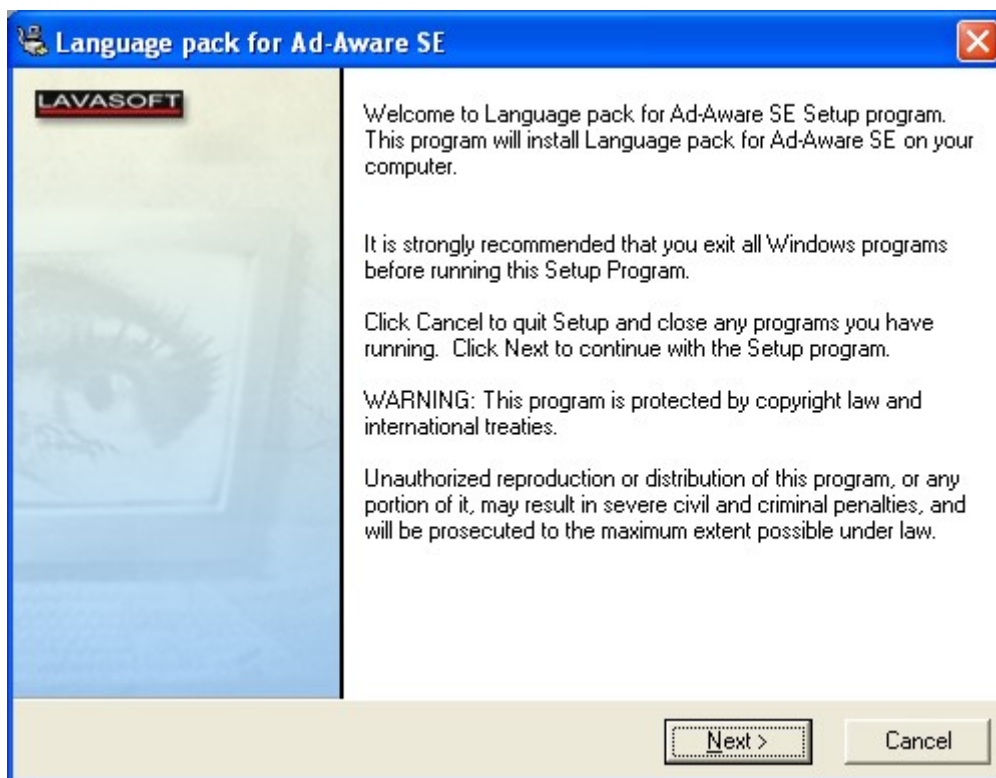 Language pack for Ad-Aware SE
LAVASOFT
Welcome to Language pack for Ad-Aware SE Setup program.
This program will install Language pack for Ad-Aware SE on your
computer.
It is strongly recommended that you exit all Windows programs
before running this Setup Program.
Click Cancel to quit Setup and close any programs you have
running.  Click Next to continue with the Setup program.
WARNING: This program is protected by copyright law and
international treaties.
Unauthorized reproduction or distribution of this program, or any
portion of it, may result in severe civil and criminal penalties, and
will be prosecuted to the maximum extent possible under law.
Next >
Cancel